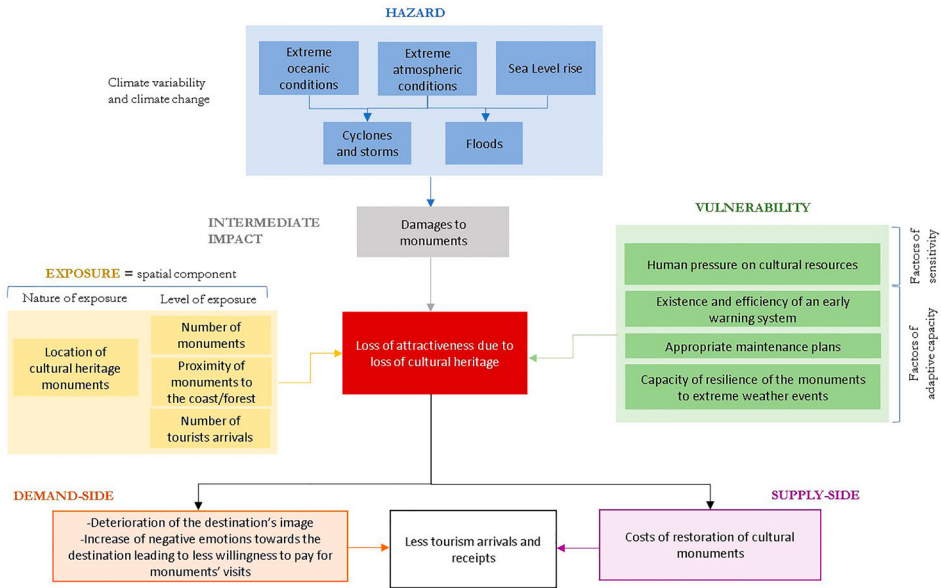 HAZARD
Climate variability
and climate change
Extreme
oceanic
conditions
Extreme
atmospheric
conditions
Sea Level rise
Cyclones
and storms
Floods
INTERMEDIATE
IMPACT
Damages to
monuments
VULNERABILITY
Human pressure on cultural resources
Factors of
sensitivity
Existence and efficiency of an early
warning system
Appropriate maintenance plans
Capacity of resilience of the monuments
to extreme weather events
Factors of
adaptive capacity
EXPOSURE = spatial component
Nature of exposure
Level of exposure
Location of
cultural heritage
monuments
Number of
monuments
Proximity of
monuments to
the coast/forest
Number of
tourists arrivals
Loss of attractiveness due to
loss of cultural heritage
DEMAND-SIDE
-Deterioration of the destination's image
-Increase of negative emotions towards the
destination leading to less willingness to pay for
monuments' visits
Less tourism arrivals and
receipts
SUPPLY-SIDE
Costs of restoration of cultural
monuments